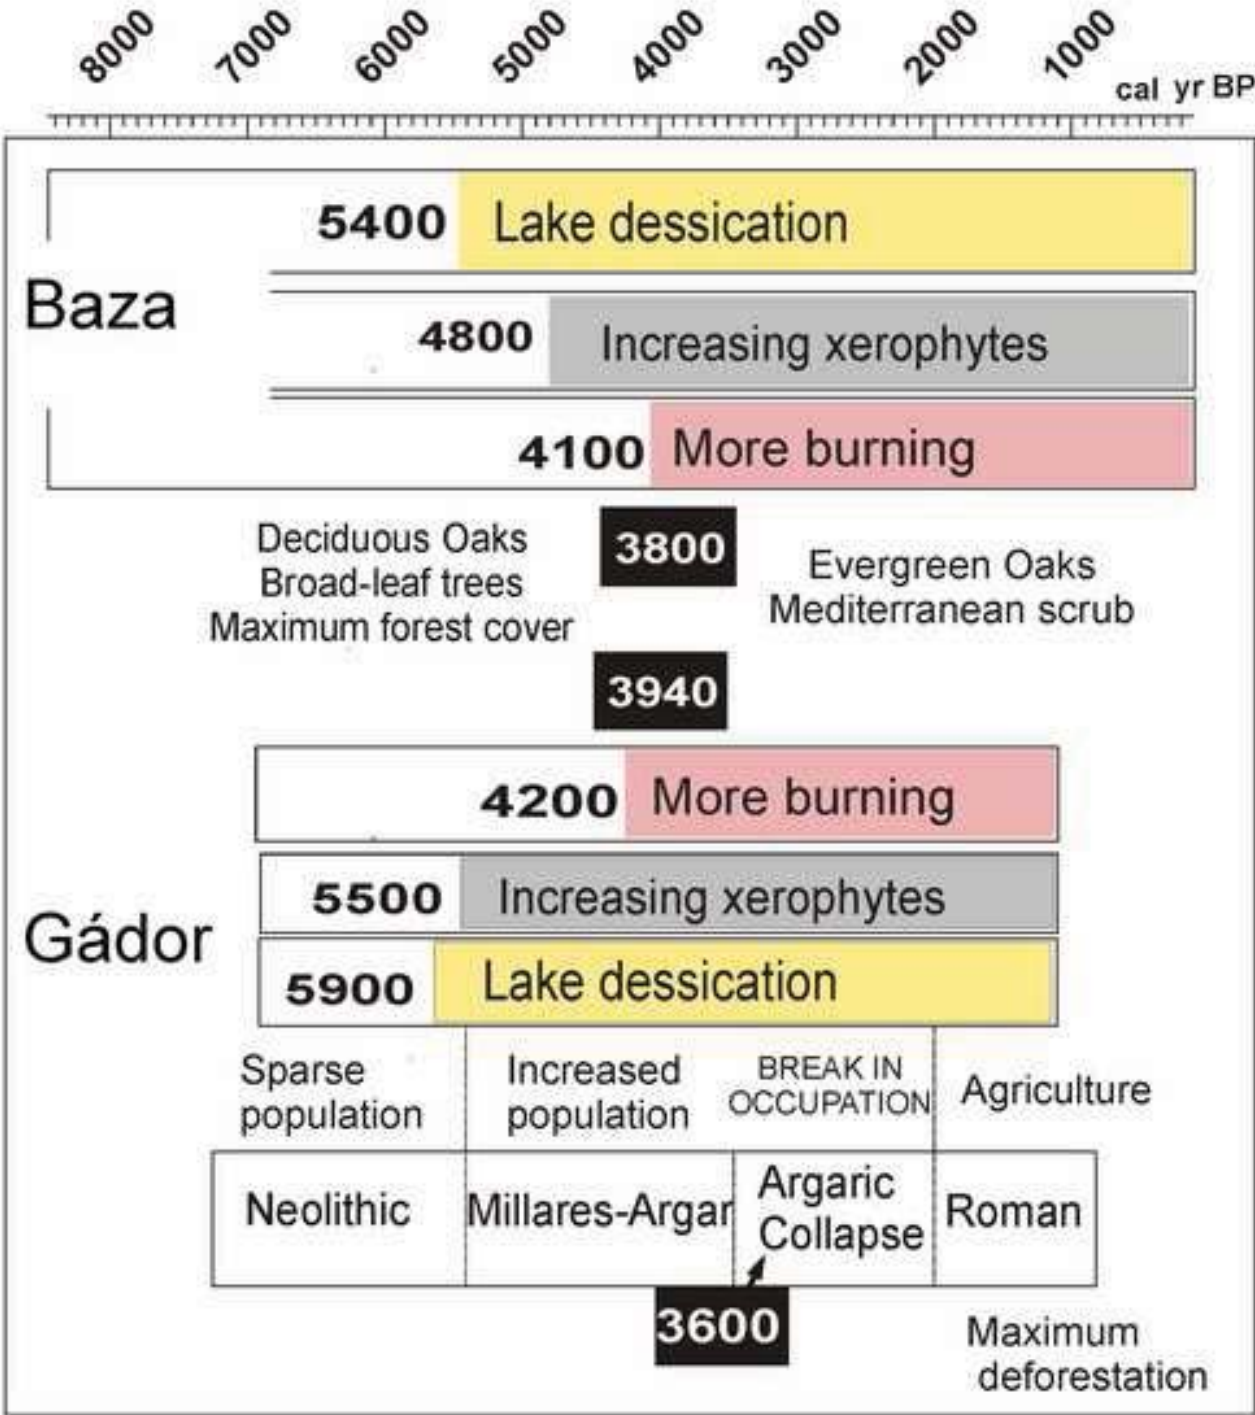 8000 7000 6000 5000 4000 3000 2000 1000
cal yr BP
5400 Lake dessication
Baza
4800 Increasing xerophytes
4100 More burning
Deciduous Oaks
Broad-leaf trees
Maximum forest cover
3800
Evergreen Oaks
Mediterranean scrub
3940
4200 More burning
5500 Increasing xerophytes
Gádor
5900 Lake dessication
Sparse
population
Increased
population
BREAK IN
OCCUPATION
Agriculture
Neolithic
Millares-Argar
Argaric
Collapse
Roman
3600
Maximum
deforestation